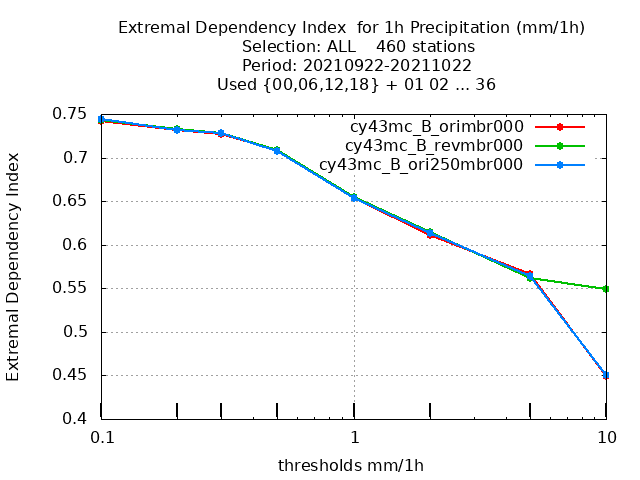 Extremal Dependency Index  for 1h Precipitation (mm/1h)
Selection: ALL    460 stations
Period: 20210922-20211022
Used {00,06,12,18} + 01 02 ... 36
cy43mc_B_orimbr000
cy43mc_B_revmbr000
cy43mc_B_ori250mbr000
Extremal Dependency Index
0.75
0.7
0.65
0.6
0.55
0.5
0.45
0.4
0.1
1
10
thresholds mm/1h